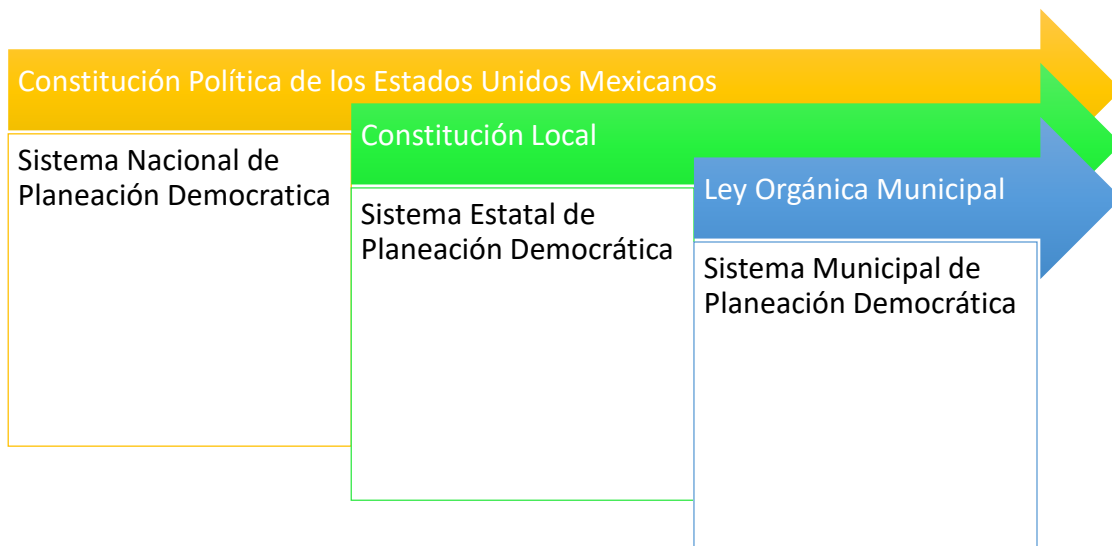 Constitución Política de los Estados Unidos Mexicanos
Sistema Nacional de
Planeación Democratica
Constitución Local
Sistema Estatal de
Planeación Democrática
Ley Orgánica Municipal
Sistema Municipal de
Planeación Democrática